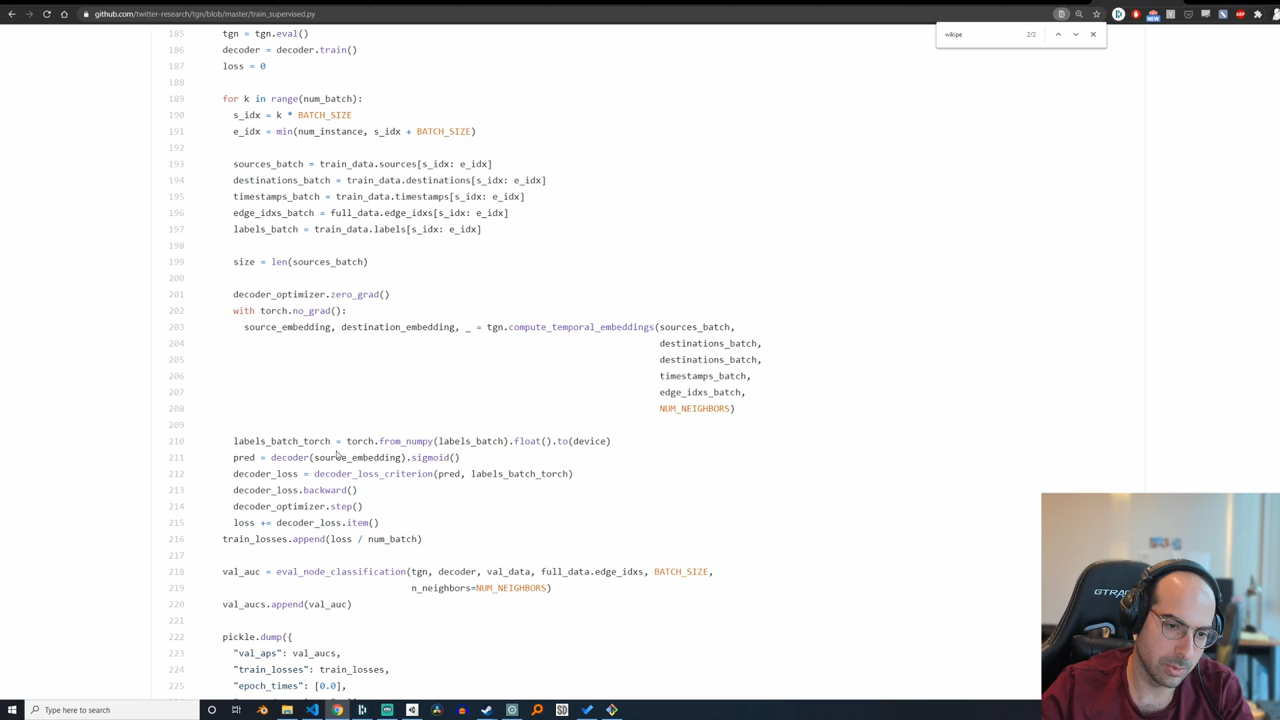 github.com/twitter-research/tgn/blob/master/train_supervised.py
wikipe 2/2
185 tgn = tgn.eval()
186 decoder = decoder.train()
187 loss = 0
188
189 for k in range(num_batch):
190 s_idx = k * BATCH_SIZE
191 e_idx = min(num_instance, s_idx + BATCH_SIZE)
192
193 sources_batch = train_data.sources[s_idx: e_idx]
194 destinations_batch = train_data.destinations[s_idx: e_idx]
195 timestamps_batch = train_data.timestamps[s_idx: e_idx]
196 edge_idxs_batch = full_data.edge_idxs[s_idx: e_idx]
197 labels_batch = train_data.labels[s_idx: e_idx]
198
199 size = len(sources_batch)
200
201 decoder_optimizer.zero_grad()
202 with torch.no_grad():
203 source_embedding, destination_embedding, _ = tgn.compute_temporal_embeddings(sources_batch,
204 destinations_batch,
205 destinations_batch,
206 timestamps_batch,
207 edge_idxs_batch,
208 NUM_NEIGHBORS)
209
210 labels_batch_torch = torch.from_numpy(labels_batch).float().to(device)
211 pred = decoder(source_embedding).sigmoid()
212 decoder_loss = decoder_loss_criterion(pred, labels_batch_torch)
213 decoder_loss.backward()
214 decoder_optimizer.step()
215 loss += decoder_loss.item()
216 train_losses.append(loss / num_batch)
217
218 val_auc = eval_node_classification(tgn, decoder, val_data, full_data.edge_idxs, BATCH_SIZE,
219 n_neighbors=NUM_NEIGHBORS)
220 val_aucs.append(val_auc)
221
222 pickle.dump({
223 "val_aps": val_aucs,
224 "train_losses": train_losses,
225 "epoch_times": [0.0],
GTRAC
Type here to search